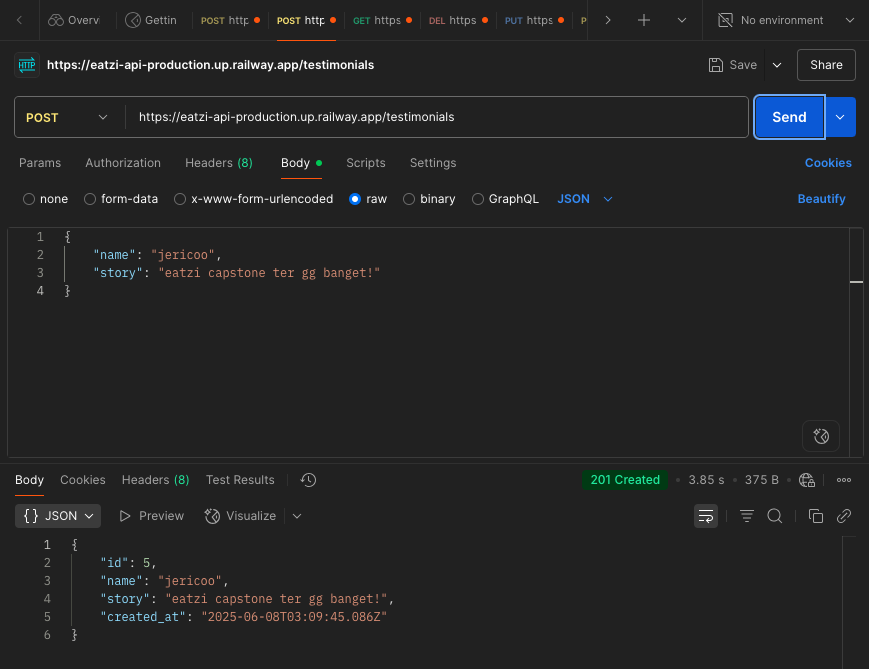 Overvi
Gettin
POST http
POST http
GET https
DEL https
PUT https
P
No environment
HTTP
https://eatzi-api-production.up.railway.app/testimonials
Save
Share
POST
https://eatzi-api-production.up.railway.app/testimonials
Send
Params
Authorization
Headers (8)
Body
Scripts
Settings
Cookies
none
form-data
x-www-form-urlencoded
raw
binary
GraphQL
JSON
Beautify
1 {
2 "name": "jericoo",
3 "story": "eatzi capstone ter gg banget!"
4 }
Body
Cookies
Headers (8)
Test Results
201 Created
3.85 s
375 B
{} JSON
Preview
Visualize
1 {
2 "id": 5,
3 "name": "jericoo",
4 "story": "eatzi capstone ter gg banget!",
5 "created_at": "2025-06-08T03:09:45.086Z"
6 }